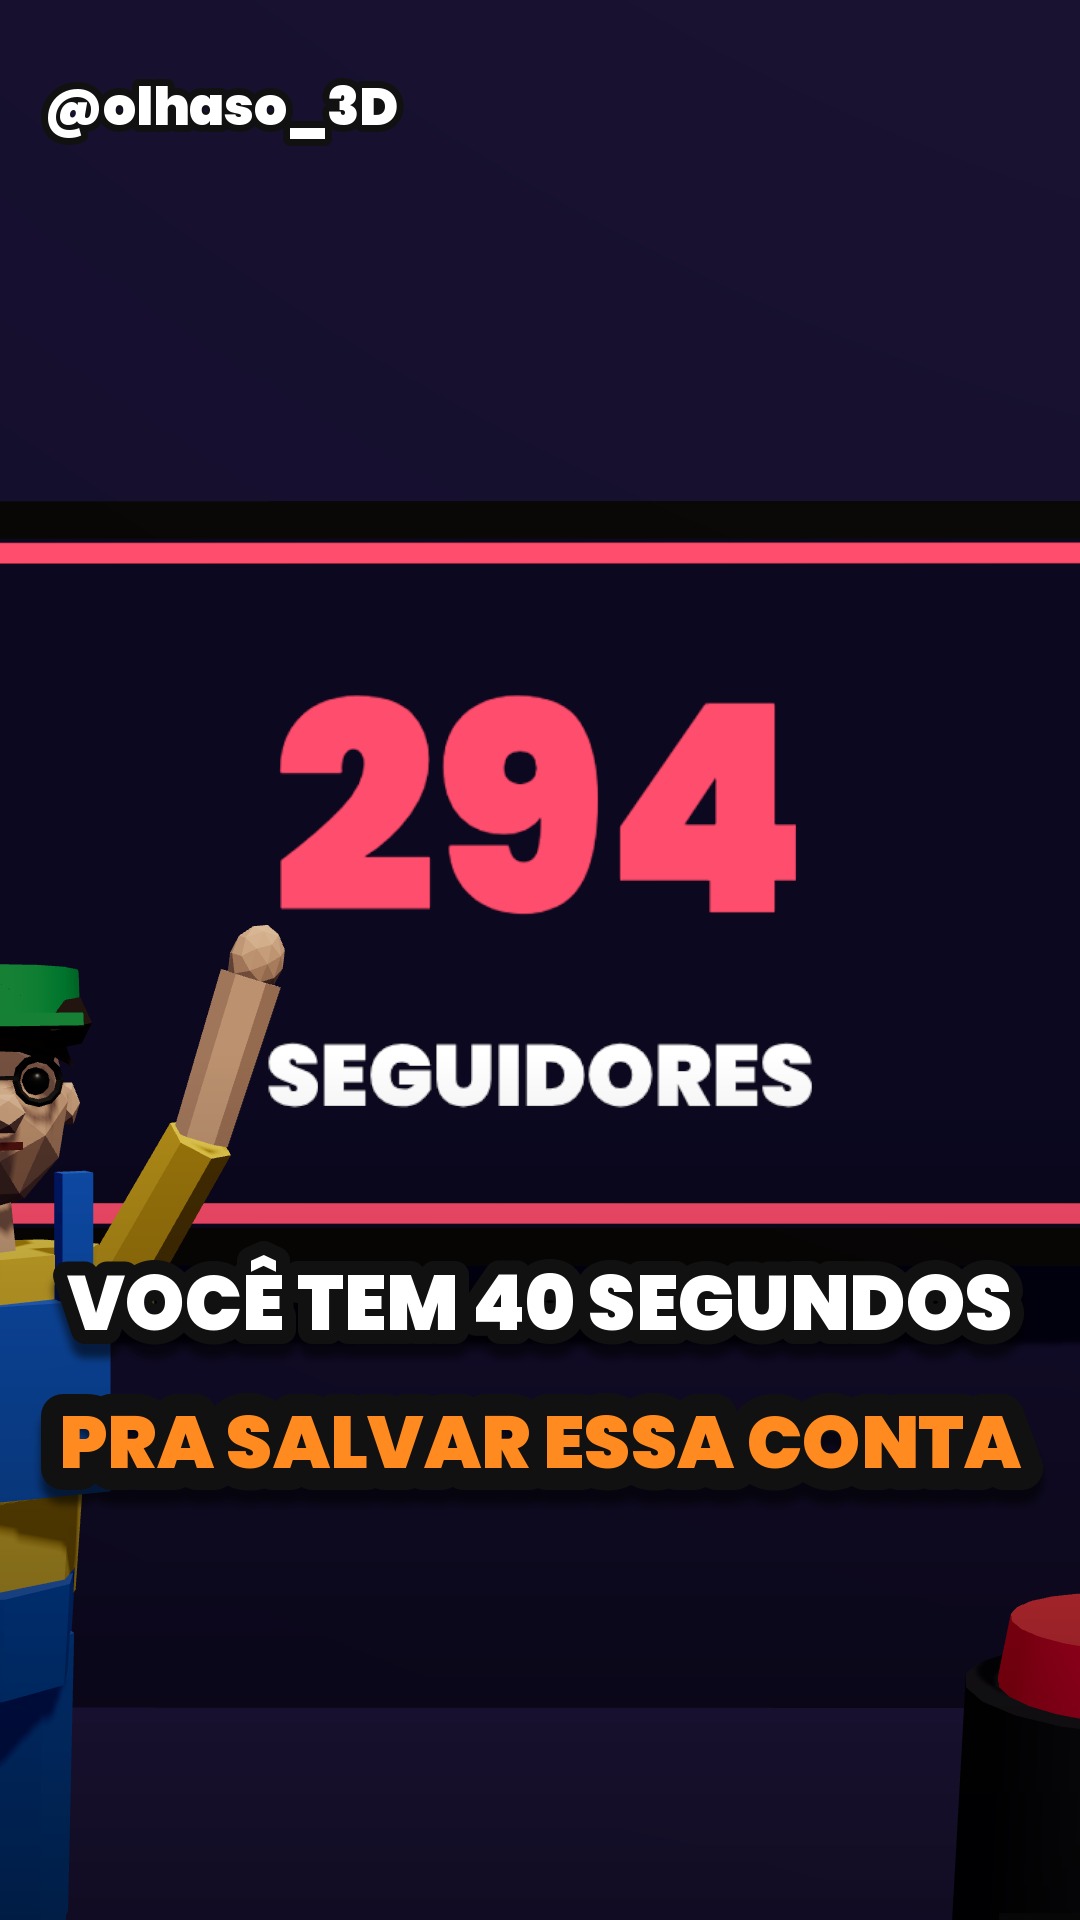 @olhaso_3D
294
SEGUIDORES
VOCÊ TEM 40 SEGUNDOS
PRA SALVAR ESSA CONTA